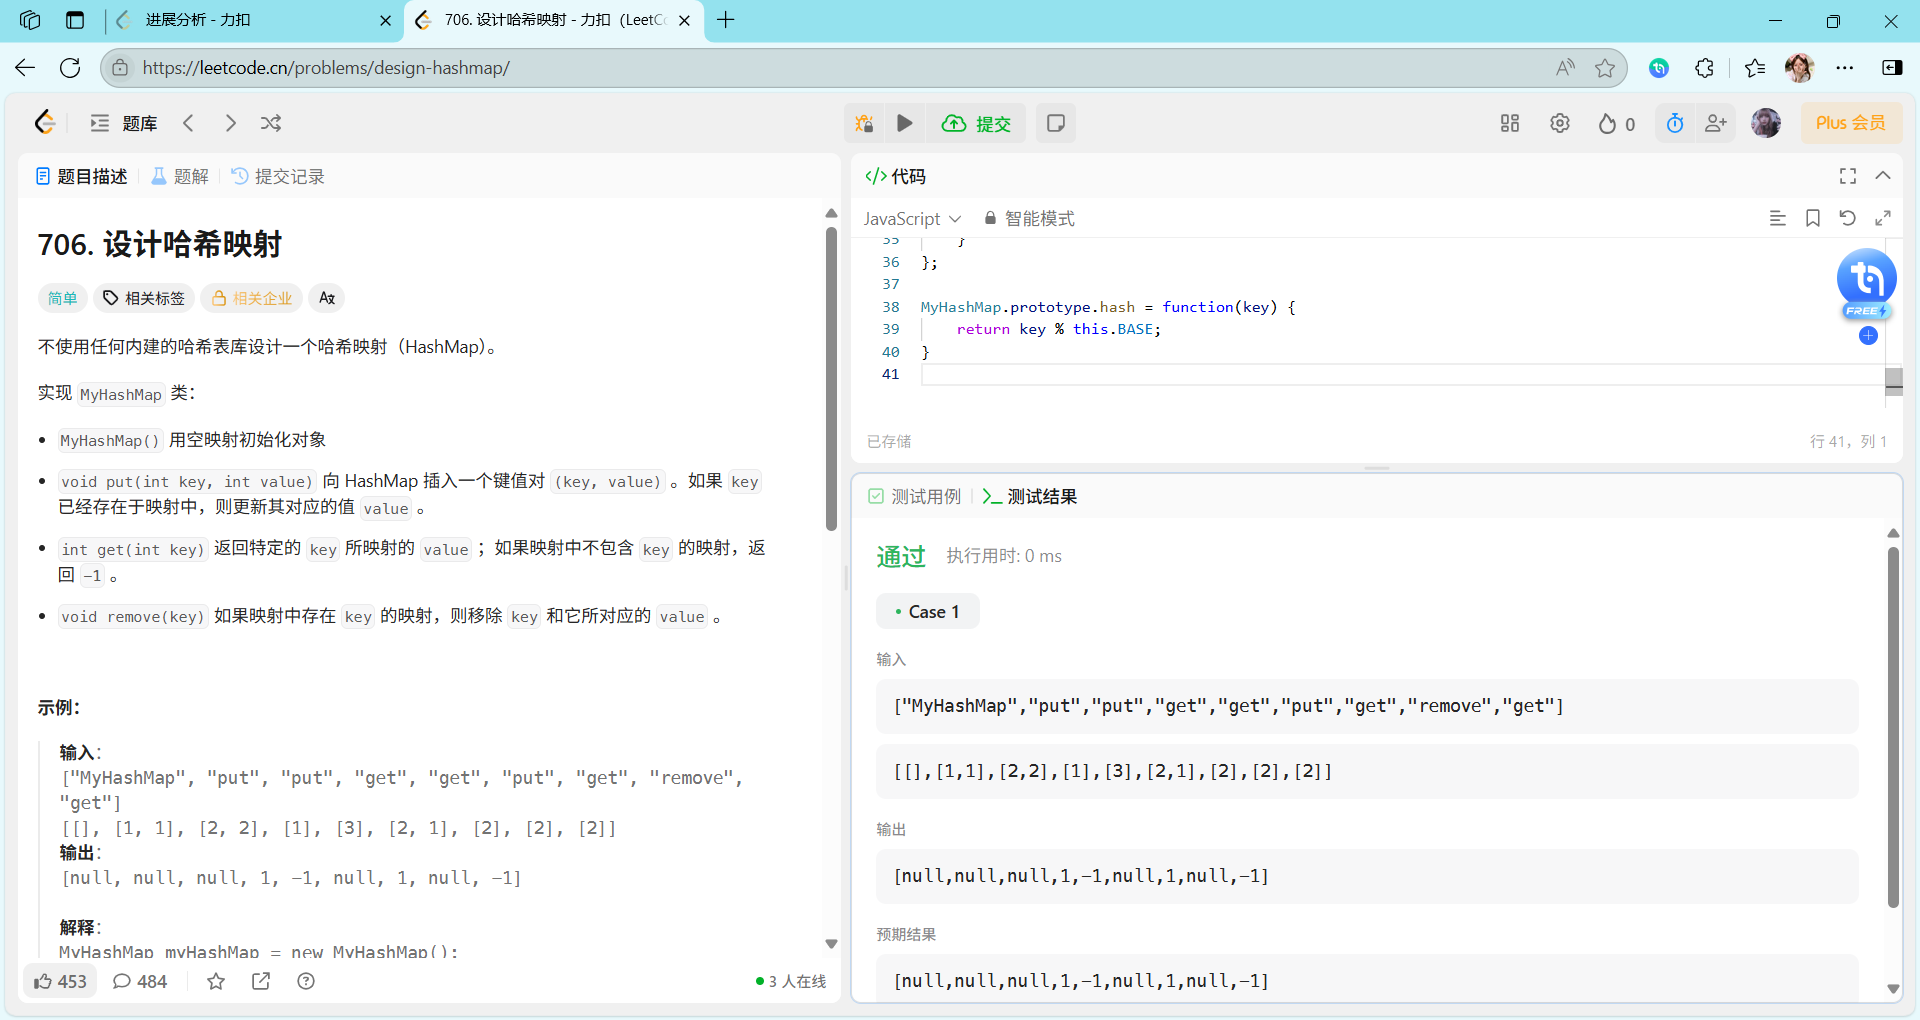 进展分析 - 力扣
706. 设计哈希映射 - 力扣（LeetCo
https://leetcode.cn/problems/design-hashmap/
题库
提交
0
Plus 会员
题目描述
题解
提交记录
706. 设计哈希映射
简单
相关标签
相关企业
不使用任何内建的哈希表库设计一个哈希映射（HashMap）。
实现 MyHashMap 类：
MyHashMap() 用空映射初始化对象
void put(int key, int value) 向 HashMap 插入一个键值对 (key, value) 。如果 key
已经存在于映射中，则更新其对应的值 value 。
int get(int key) 返回特定的 key 所映射的 value ；如果映射中不包含 key 的映射，返
回 -1 。
void remove(key) 如果映射中存在 key 的映射，则移除 key 和它所对应的 value 。
示例：
输入：
["MyHashMap", "put", "put", "get", "get", "put", "get", "remove",
"get"]
[[], [1, 1], [2, 2], [1], [3], [2, 1], [2], [2], [2]]
输出：
[null, null, null, 1, -1, null, 1, null, -1]
解释：
MyHashMap myHashMap = new MyHashMap();
453
484
3 人在线
代码
JavaScript
智能模式
35 }
36 };
37
38 MyHashMap.prototype.hash = function(key) {
39 return key % this.BASE;
40 }
41
FREE
已存储
行 41，列 1
测试用例
测试结果
通过
执行用时: 0 ms
Case 1
输入
["MyHashMap","put","put","get","get","put","get","remove","get"]
[[],[1,1],[2,2],[1],[3],[2,1],[2],[2],[2]]
输出
[null,null,null,1,-1,null,1,null,-1]
预期结果
[null,null,null,1,-1,null,1,null,-1]